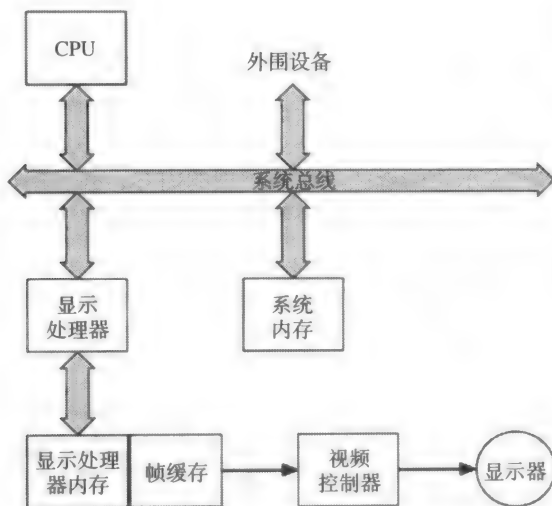 CPU
外围设备
系统总线
显示
处理器
系统
内存
显示处理
器内存
帧缓存
视频
控制器
显示器